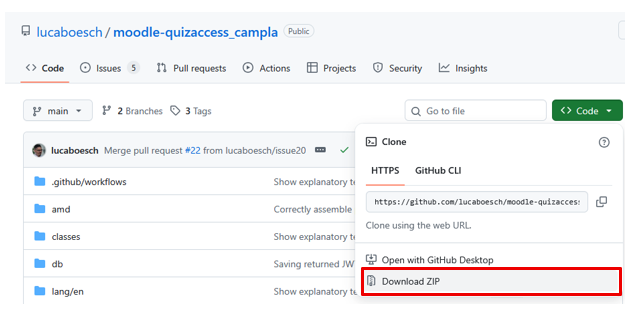 lucaboesch / moodle-quizaccess_campla Public
Code Issues 5 Pull requests Actions Projects Security Insights
main 2 Branches 3 Tags Go to file Code
lucaboesch Merge pull request #22 from lucaboesch/issue20
.github/workflows Show explanatory te
amd Correctly assemble
classes Show explanatory te
db Saving returned JW
lang/en Show explanatory te
Clone
HTTPS GitHub CLI
https://github.com/lucaboesch/moodle-quizaccess
Clone using the web URL.
Open with GitHub Desktop
Download ZIP